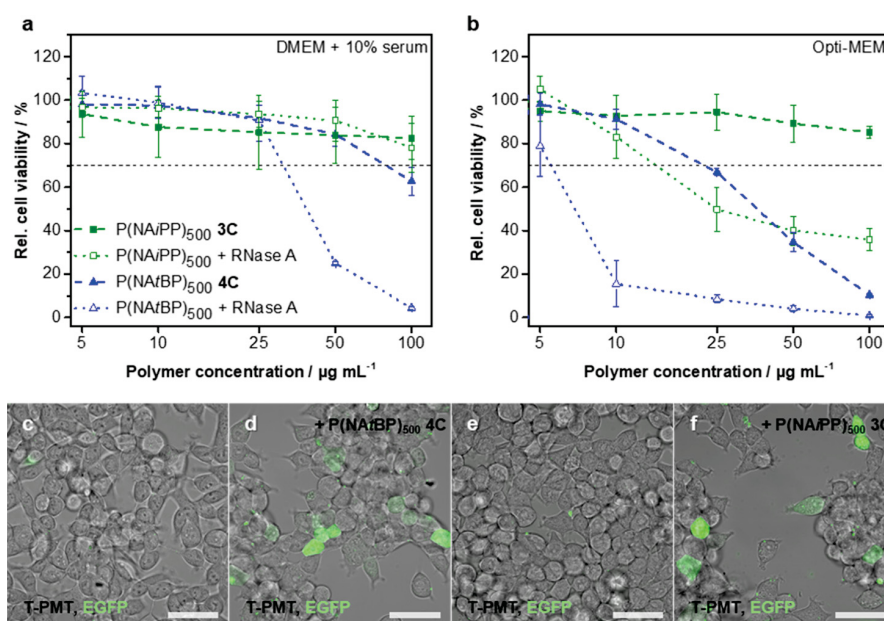 a
b
DMEM + 10% serum
Opti-MEM
Rel. cell viability / %
Rel. cell viability / %
120
100
80
60
40
20
0
120
100
80
60
40
20
0
P(NAiPP)500 3C
P(NAiPP)500 + RNase A
P(NAtBP)500 4C
P(NAtBP)500 + RNase A
5 10 25 50 100
5 10 25 50 100
Polymer concentration / µg mL⁻¹
Polymer concentration / µg mL⁻¹
c
d
+ P(NAtBP)500 4C
e
f
+ P(NAiPP)500 3C
T-PMT, EGFP
T-PMT, EGFP
T-PMT, EGFP
T-PMT, EGFP